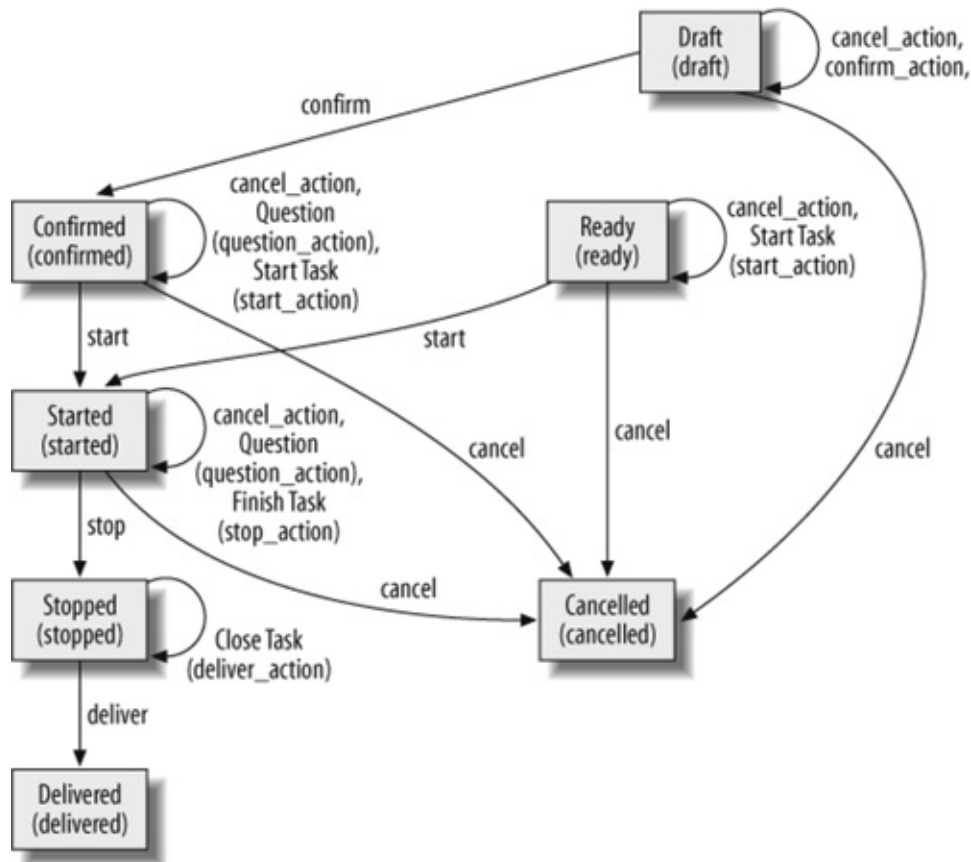 Draft
(draft)
cancel_action,
confirm_action,
confirm
Confirmed
(confirmed)
cancel_action,
Question
(question_action),
Start Task
(start_action)
Ready
(ready)
cancel_action,
Start Task
(start_action)
start
start
Started
(started)
cancel_action,
Question
(question_action),
Finish Task
(stop_action)
cancel
cancel
cancel
stop
cancel
Stopped
(stopped)
Close Task
(deliver_action)
Cancelled
(cancelled)
deliver
Delivered
(delivered)